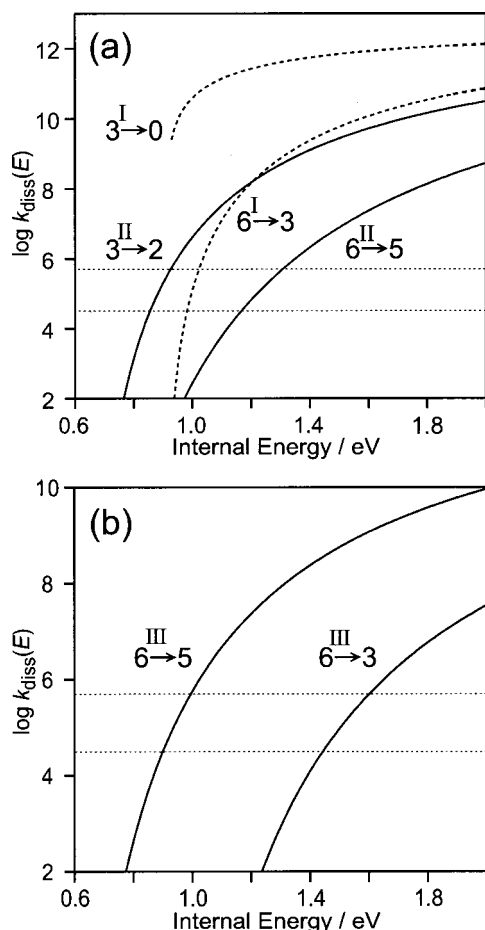 (a)
12
10
8
6
4
2
log k_diss(E)
I
3→0
II
3→2
I
6→3
II
6→5
0.6
1.0
1.4
1.8
Internal Energy / eV
(b)
10
8
6
4
2
log k_diss(E)
III
6→5
III
6→3
0.6
1.0
1.4
1.8
Internal Energy / eV